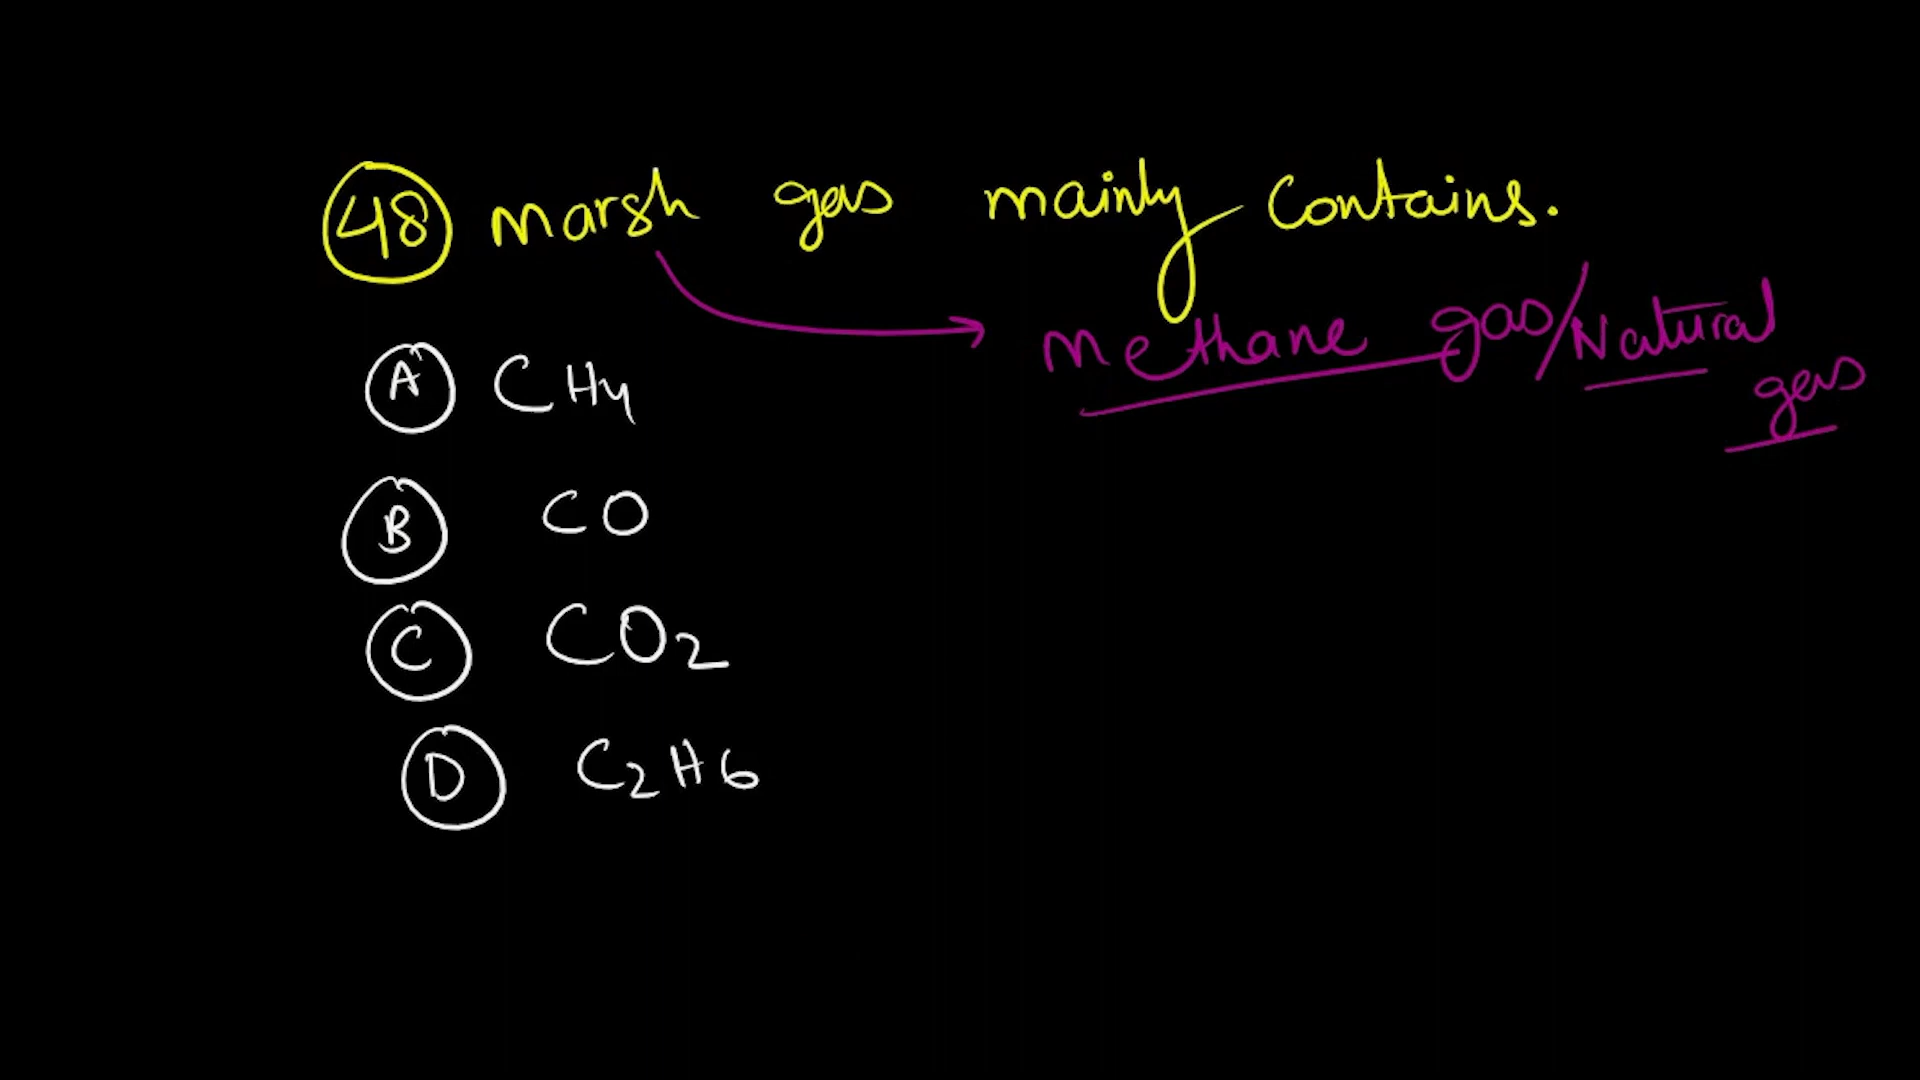 48 Marsh gas mainly contains.
Methane gas/Natural
gas
A CH4
B CO
C CO2
D C2H6